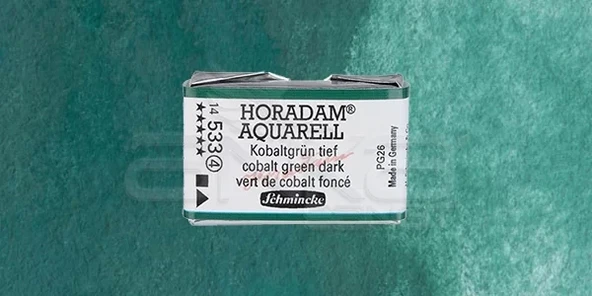 HORADAM®
AQUARELL
Kobaltgrün tief
cobalt green dark
vert de cobalt foncé
Schmincke
14 533 ④
★★★★★
PG26
Made in Germany